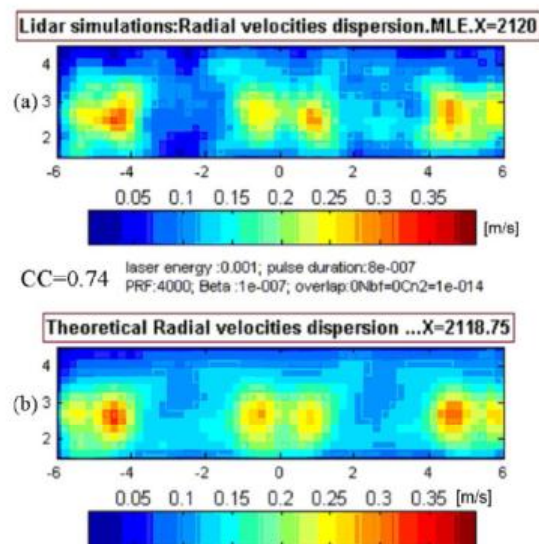 Lidar simulations:Radial velocities dispersion.MLE.X=2120
(a)
4
3
2
-6 -4 -2 0 2 4 6
0.05 0.1 0.15 0.2 0.25 0.3 0.35
[m/s]
CC=0.74
laser energy :0.001; pulse duration:8e-007
PRF:4000; Beta :1e-007; overlap:0Nbf=0Cn2=1e-014
Theoretical Radial velocities dispersion ...X=2118.75
(b)
4
3
2
-6 -4 -2 0 2 4 6
0.05 0.1 0.15 0.2 0.25 0.3 0.35 [m/s]